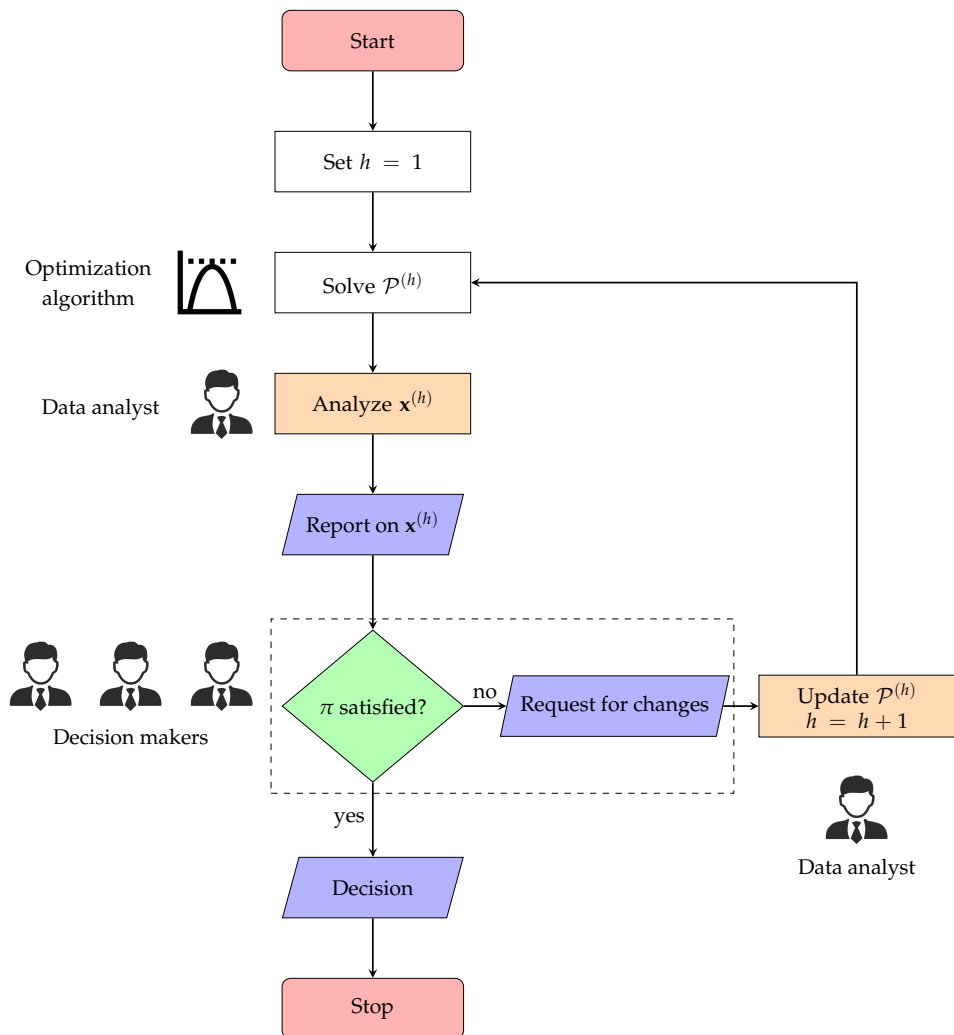 Start
Set h = 1
Optimization
algorithm
Solve 𝒫^(h)
Data analyst
Analyze 𝐱^(h)
Report on 𝐱^(h)
π satisfied?
no
Request for changes
Update 𝒫^(h)
h = h + 1
Decision makers
yes
Data analyst
Decision
Stop